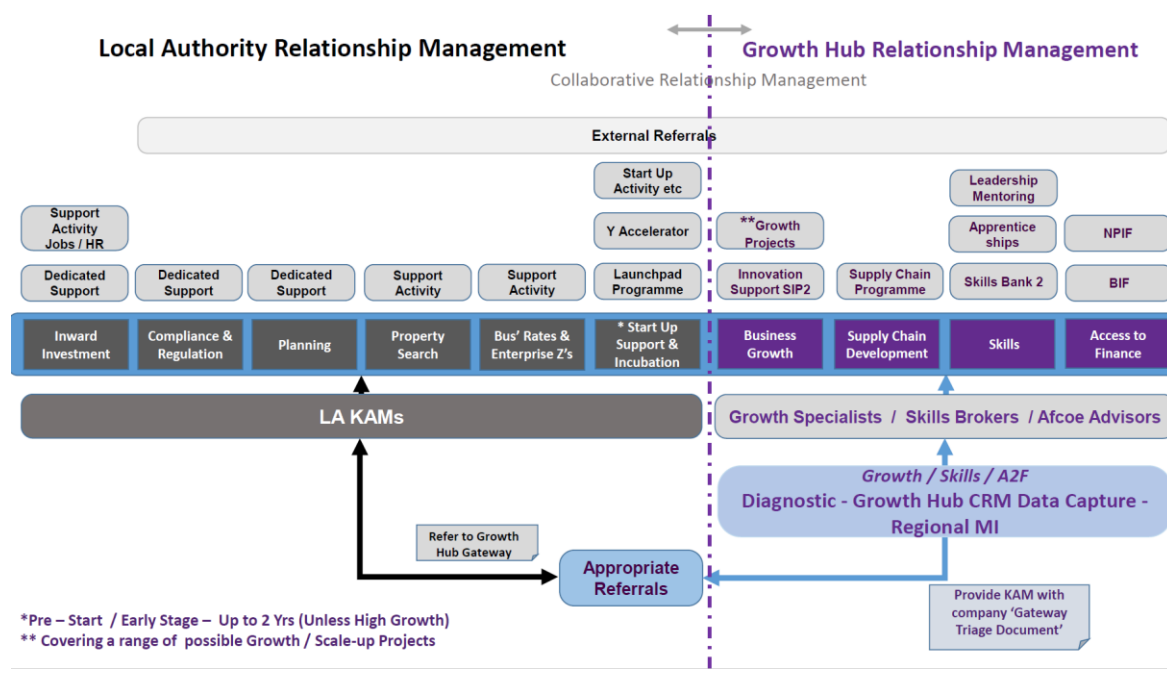 Local Authority Relationship Management
Growth Hub Relationship Management
Collaborative Relationship Management
External Referrals
Start Up
Activity etc
Leadership
Mentoring
Support
Activity
Jobs / HR
Y Accelerator
**Growth
Projects
Apprentice
ships
NPIF
Dedicated
Support
Dedicated
Support
Dedicated
Support
Support
Activity
Support
Activity
Launchpad
Programme
Innovation
Support SIP2
Supply Chain
Programme
Skills Bank 2
BIF
Inward
Investment
Compliance &
Regulation
Planning
Property
Search
Bus' Rates &
Enterprise Z's
* Start Up
Support &
Incubation
Business
Growth
Supply Chain
Development
Skills
Access to
Finance
LA KAMs
Growth Specialists / Skills Brokers / Afcoe Advisors
Growth / Skills / A2F
Diagnostic - Growth Hub CRM Data Capture -
Regional MI
Refer to Growth
Hub Gateway
Appropriate
Referrals
Provide KAM with
company 'Gateway
Triage Document'
*Pre – Start / Early Stage – Up to 2 Yrs (Unless High Growth)
** Covering a range of possible Growth / Scale-up Projects